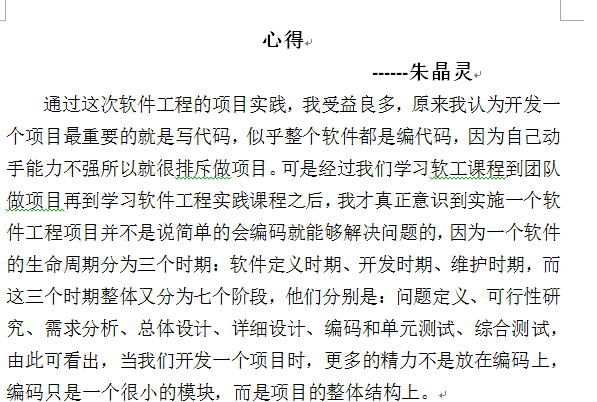 心得
------朱晶灵
通过这次软件工程的项目实践，我受益良多，原来我认为开发一
个项目最重要的就是写代码，似乎整个软件都是编代码，因为自己动
手能力不强所以就很排斥做项目。可是经过我们学习软工课程到团队
做项目再到学习软件工程实践课程之后，我才真正意识到实施一个软
件工程项目并不是说简单的会编码就能够解决问题的，因为一个软件
的生命周期分为三个时期：软件定义时期、开发时期、维护时期，而
这三个时期整体又分为七个阶段，他们分别是：问题定义、可行性研
究、需求分析、总体设计、详细设计、编码和单元测试、综合测试，
由此可看出，当我们开发一个项目时，更多的精力不是放在编码上，
编码只是一个很小的模块，而是项目的整体结构上。